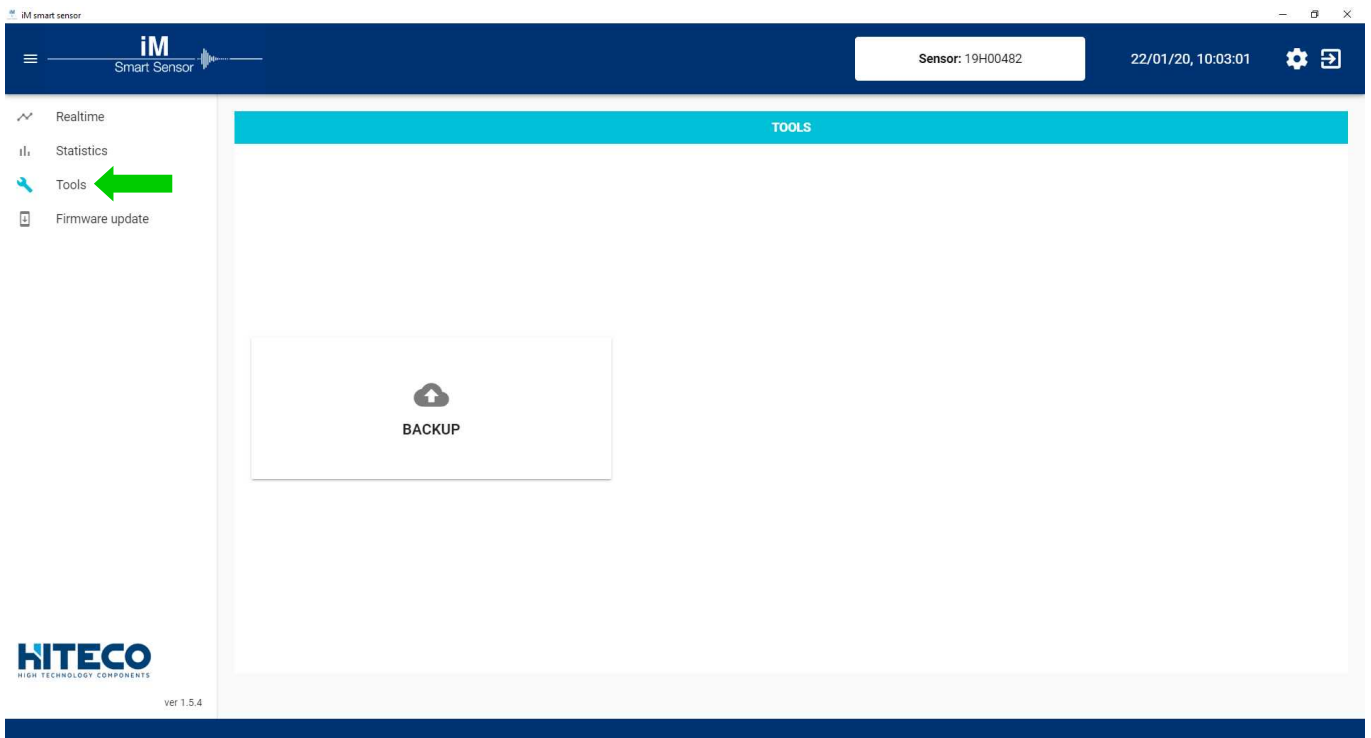 iM smart sensor
iM
Smart Sensor
Sensor: 19H00482
22/01/20, 10:03:01
Realtime
Statistics
Tools
Firmware update
TOOLS
BACKUP
HITECO
HIGH TECHNOLOGY COMPONENTS
ver 1.5.4